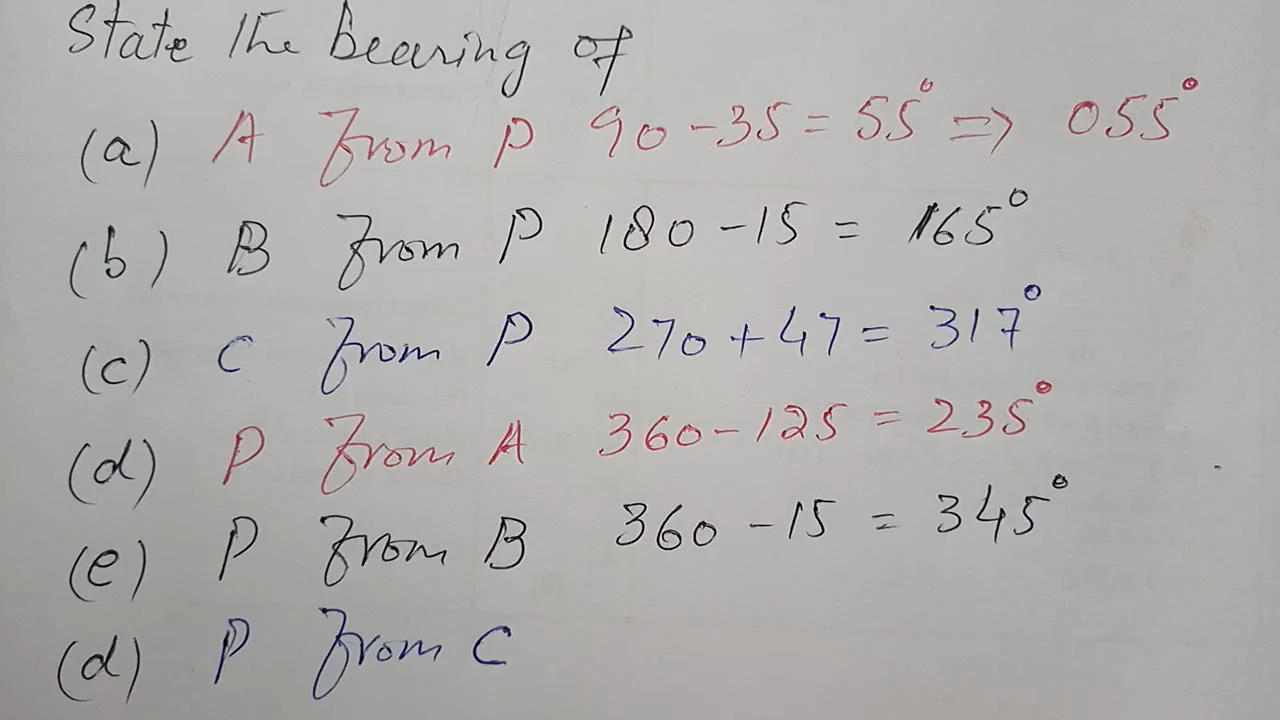 State the bearing of
(a) A from P 90 - 35 = 55° => 055°
(b) B from P 180 - 15 = 165°
(c) C from P 270 + 47 = 317°
(d) P from A 360 - 125 = 235°
(e) P from B 360 - 15 = 345°
(d) P from C